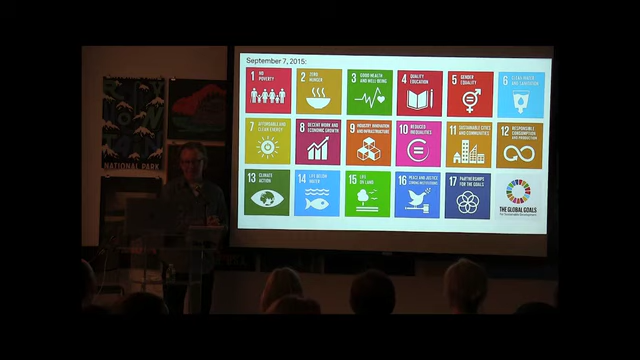 September 7, 2015:
1 NO
POVERTY
2 ZERO
HUNGER
3 GOOD HEALTH
AND WELL-BEING
4 QUALITY
EDUCATION
5 GENDER
EQUALITY
6 CLEAN WATER
AND SANITATION
7 AFFORDABLE AND
CLEAN ENERGY
8 DECENT WORK AND
ECONOMIC GROWTH
9 INDUSTRY, INNOVATION
AND INFRASTRUCTURE
10 REDUCED
INEQUALITIES
11 SUSTAINABLE CITIES
AND COMMUNITIES
12 RESPONSIBLE
CONSUMPTION
AND PRODUCTION
13 CLIMATE
ACTION
14 LIFE BELOW
WATER
15 LIFE
ON LAND
16 PEACE AND JUSTICE
STRONG INSTITUTIONS
17 PARTNERSHIPS
FOR THE GOALS
THE GLOBAL GOALS
For Sustainable Development
NATIONAL PARK